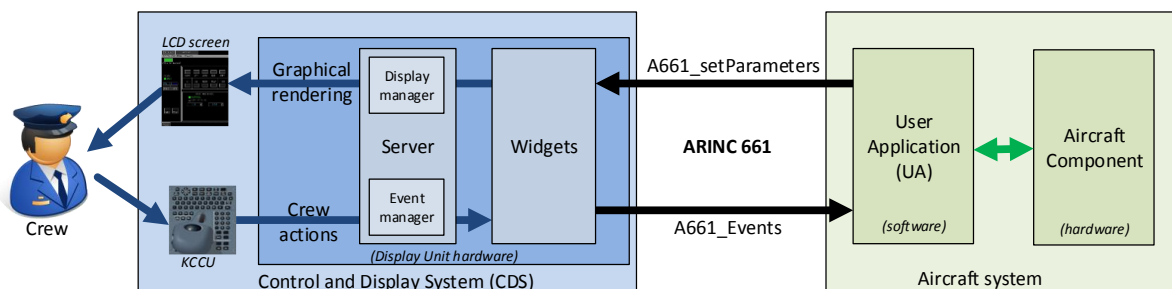 LCD screen
Graphical
rendering
Display
manager
Server
Event
manager
Widgets
A661_setParameters
ARINC 661
A661_Events
User
Application
(UA)
(software)
Aircraft
Component
(hardware)
Crew
KCCU
Crew
actions
(Display Unit hardware)
Control and Display System (CDS)
Aircraft system